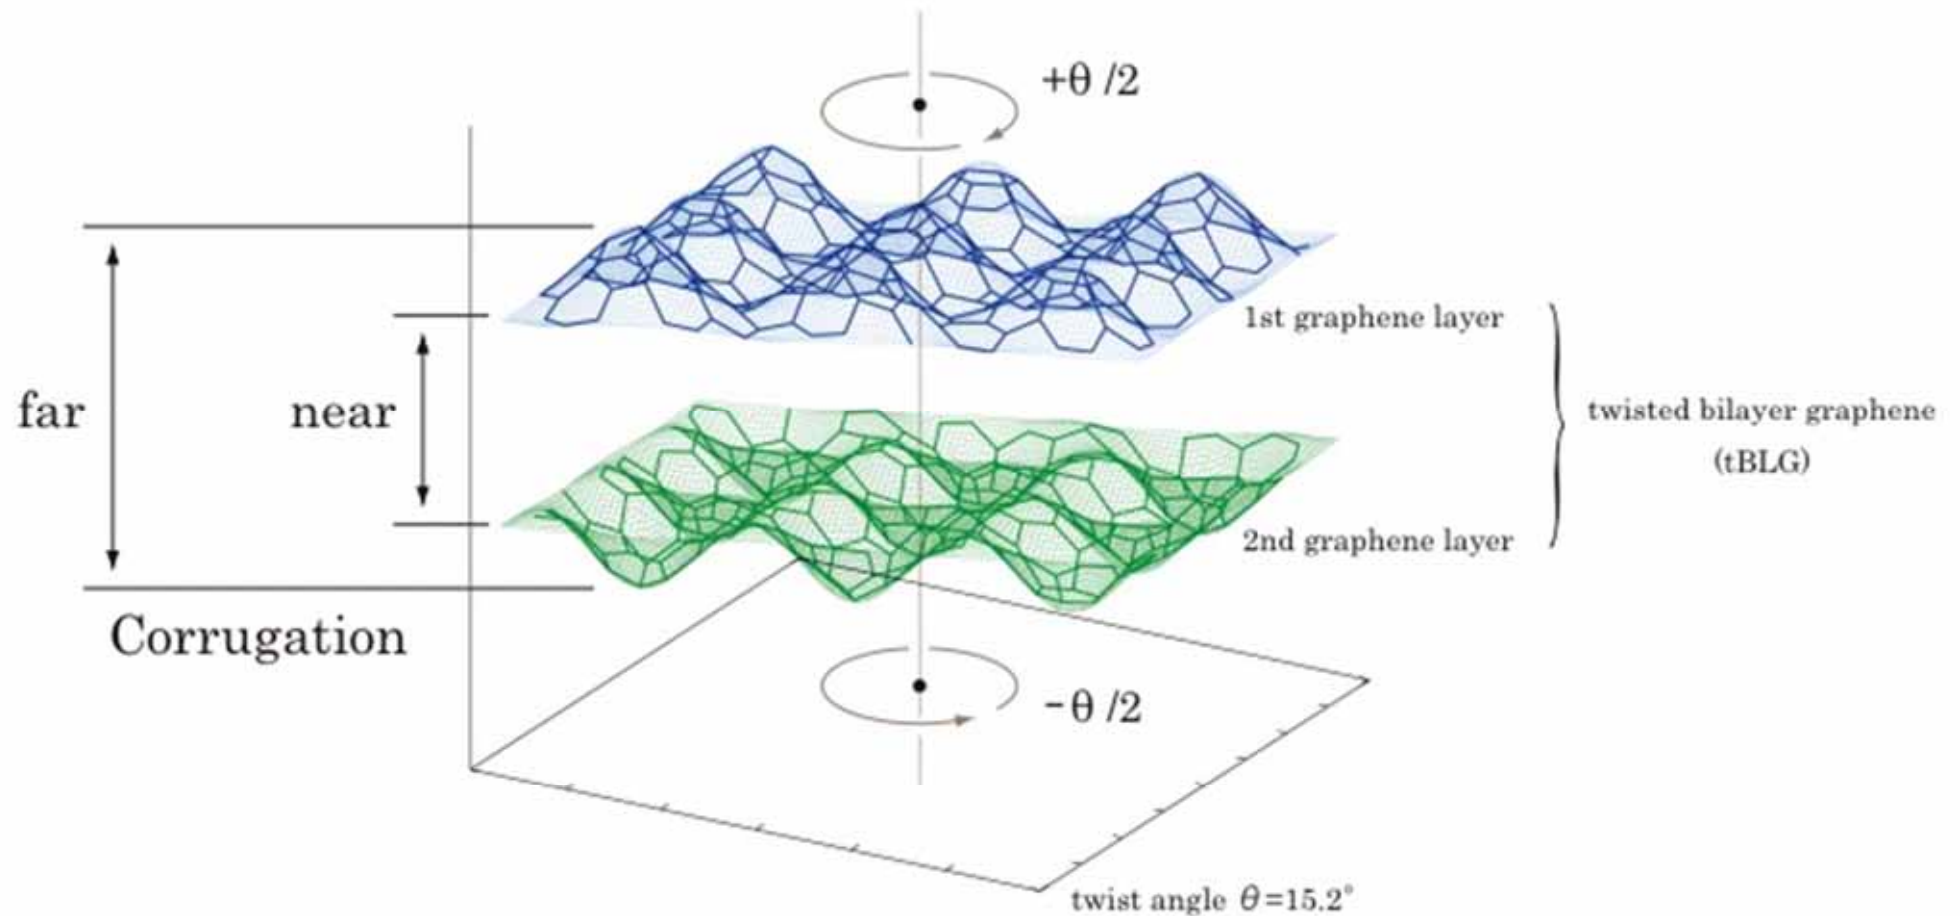 +θ /2
1st graphene layer
far
near
twisted bilayer graphene
(tBLG)
2nd graphene layer
Corrugation
-θ /2
twist angle θ=15.2°